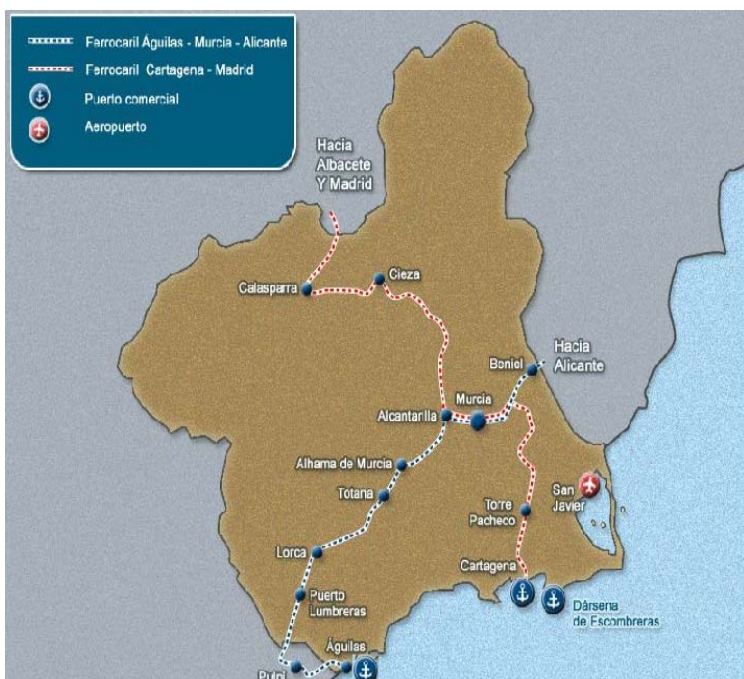 Ferrocaril Águilas - Murcia - Alicante
Ferrocaril Cartagena - Madrid
Puerto comercial
Aeropuerto
Hacia
Albacete
Y Madrid
Cieza
Calasparra
Hacia
Alicante
Beniel
Murcia
Alcantarilla
Alhama de Murcia
Totana
San
Javier
Torre
Pacheco
Lorca
Cartagena
Puerto
Lumbreras
Dársena
de Escombreras
Águilas
Pulpí